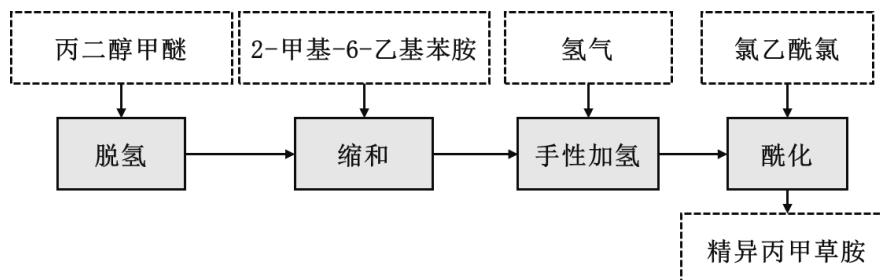 丙二醇甲醚
2-甲基-6-乙基苯胺
氢气
氯乙酰氯
脱氢
缩和
手性加氢
酰化
精异丙甲草胺